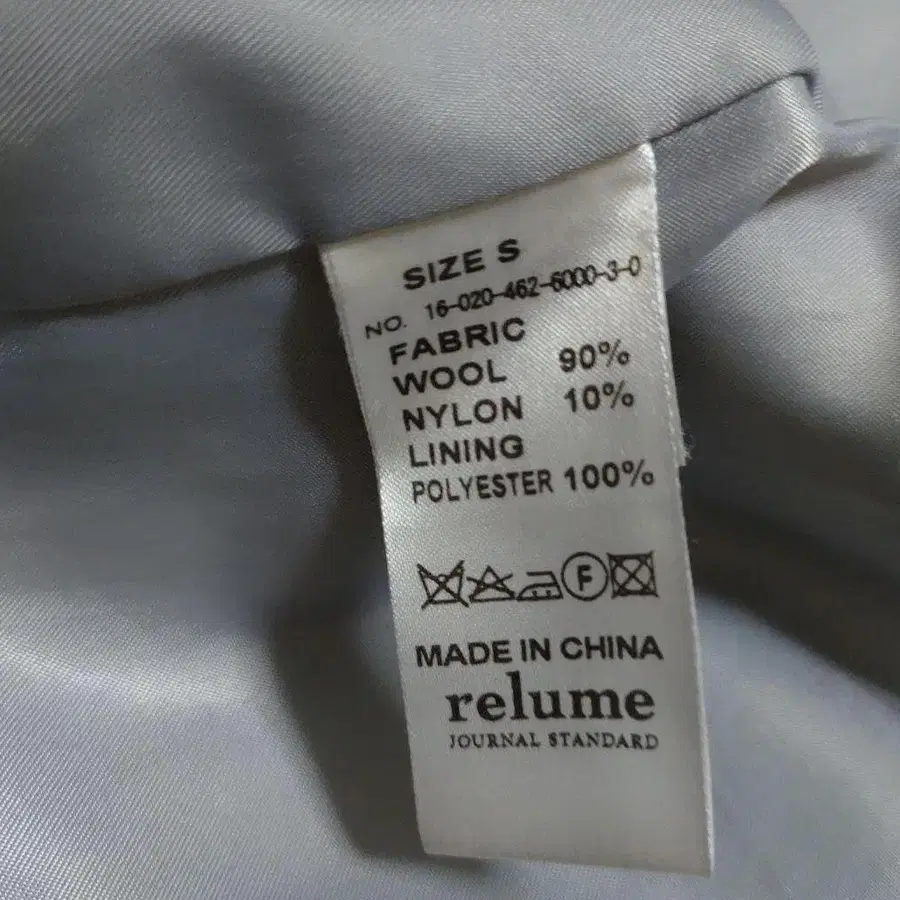 SIZE S
NO. 16-020-462-6000-3-0
FABRIC
WOOL 90%
NYLON 10%
LINING
POLYESTER 100%
F
MADE IN CHINA
relume
JOURNAL STANDARD